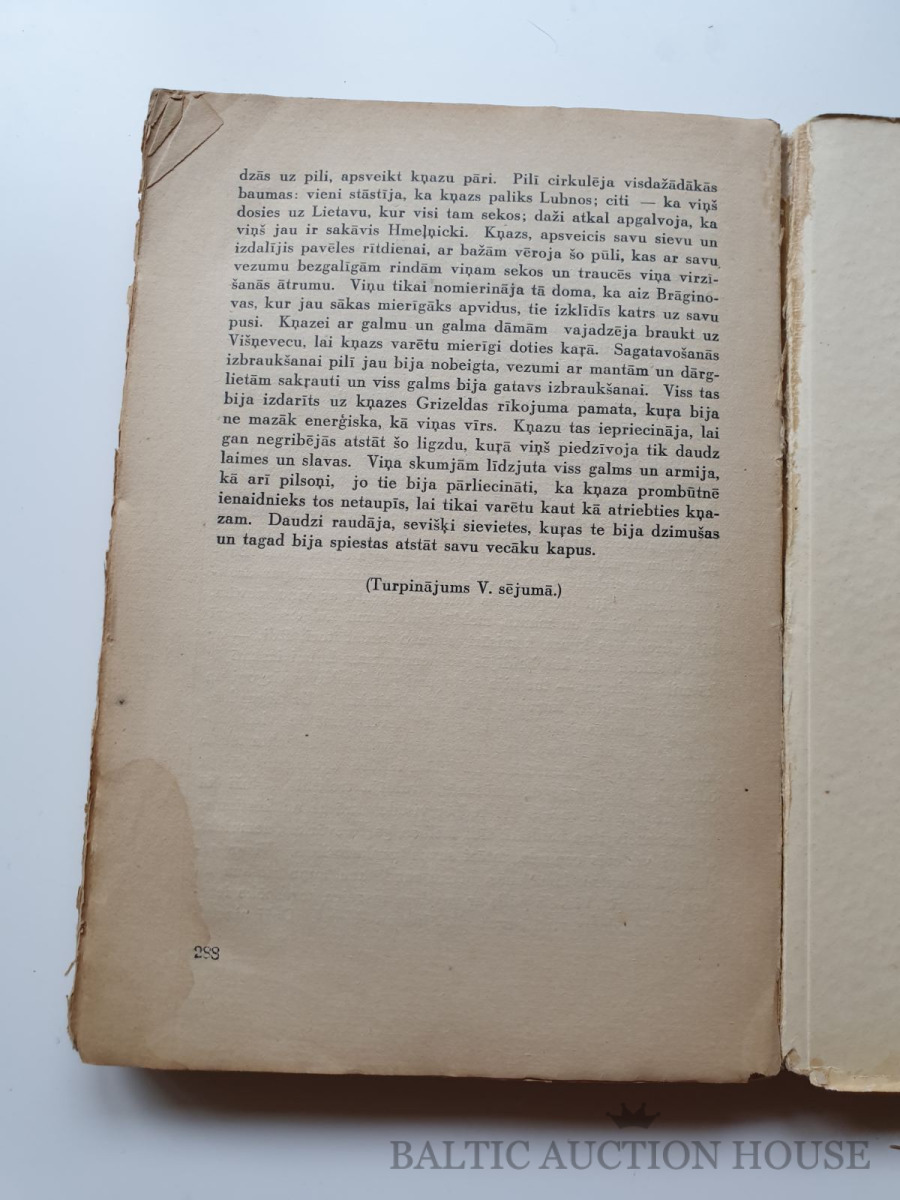 dzās uz pili, apsveikt kņazu pāri. Pilī cirkulēja visdažādākās
baumas: vieni stāstīja, ka kņazs paliks Lubnos; citi — ka viņš
dosies uz Lietavu, kur visi tam sekos; daži atkal apgalvoja, ka
viņš jau ir sakāvis Hmeļņicki. Kņazs, apsveicis savu sievu un
izdalījis pavēles rītdienai, ar bažām vēroja šo pūli, kas ar savu
vezumu bezgalīgām rindām viņam sekos un traucēs viņa virzī-
šanās ātrumu. Viņu tikai nomierināja tā doma, ka aiz Brāgino-
vas, kur jau sākas mierīgāks apvidus, tie izklīdīs katrs uz savu
pusi. Kņazei ar galmu un galma dāmām vajadzēja braukt uz
Višņevecu, lai kņazs varētu mierīgi doties kaŗā. Sagatavošanās
izbraukšanai pilī jau bija nobeigta, vezumi ar mantām un dārg-
lietām sakŗauti un viss galms bija gatavs izbraukšanai. Viss tas
bija izdarīts uz kņazes Grizeldas rīkojuma pamata, kuŗa bija
ne mazāk enerģiska, kā viņas vīrs. Kņazu tas iepriecināja, lai
gan negribējās atstāt šo ligzdu, kuŗā viņš piedzīvoja tik daudz
laimes un slavas. Viņa skumjām līdzjuta viss galms un armija,
kā arī pilsoņi, jo tie bija pārliecināti, ka kņaza prombūtnē
ienaidnieks tos netaupīs, lai tikai varētu kaut kā atriebties kņa-
zam. Daudzi raudāja, sevišķi sievietes, kuŗas te bija dzimušas
un tagad bija spiestas atstāt savu vecāku kapus.
(Turpinājums V. sējumā.)
288
BALTIC AUCTION HOUSE